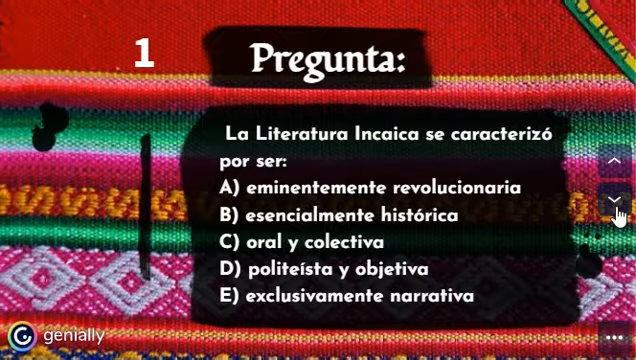 1
Pregunta:
La Literatura Incaica se caracterizó
por ser:
A) eminentemente revolucionaria
B) esencialmente histórica
C) oral y colectiva
D) politeísta y objetiva
E) exclusivamente narrativa
genially